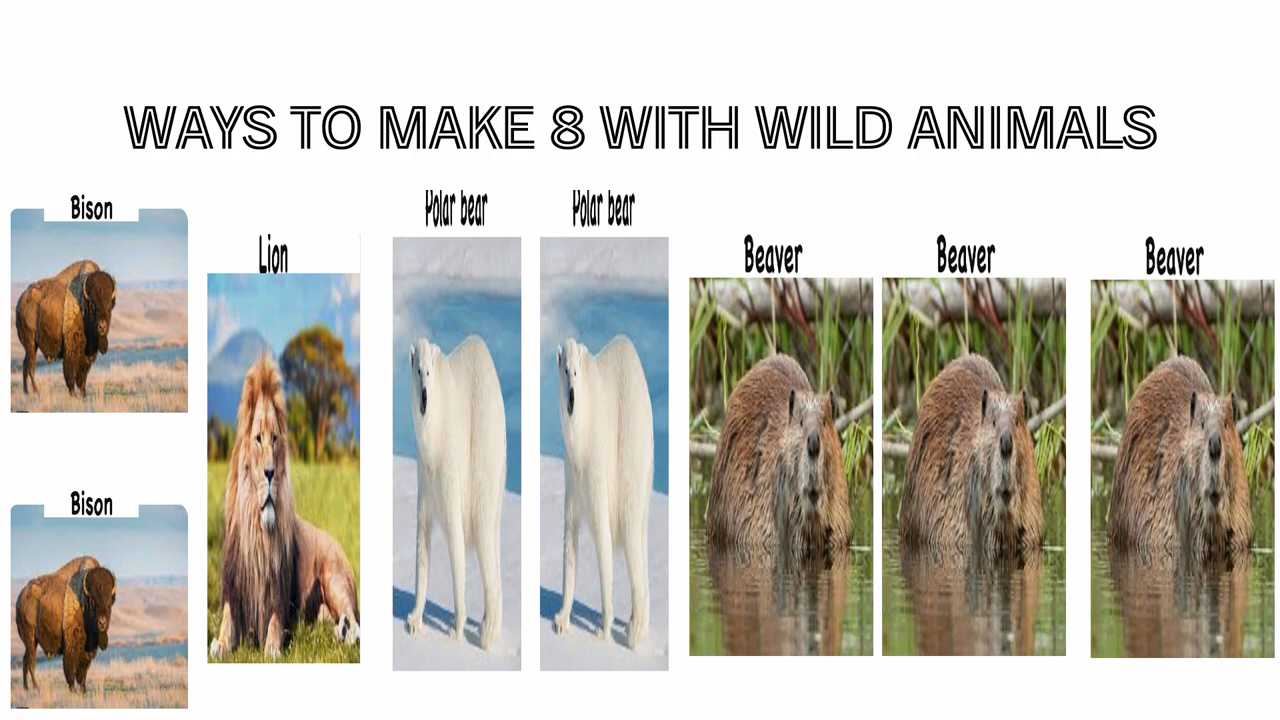 WAYS TO MAKE 8 WITH WILD ANIMALS
Bison
Lion
Polar bear
Polar bear
Beaver
Beaver
Beaver
Bison